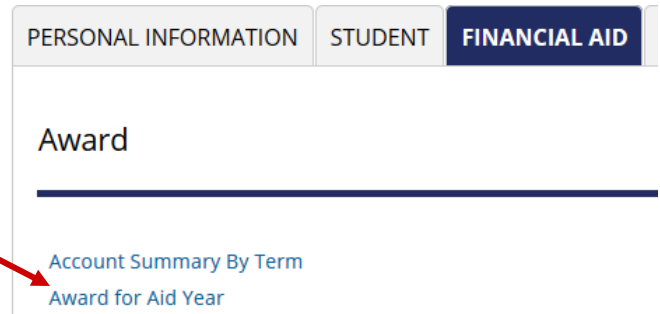 PERSONAL INFORMATION STUDENT FINANCIAL AID
Award
Account Summary By Term
Award for Aid Year